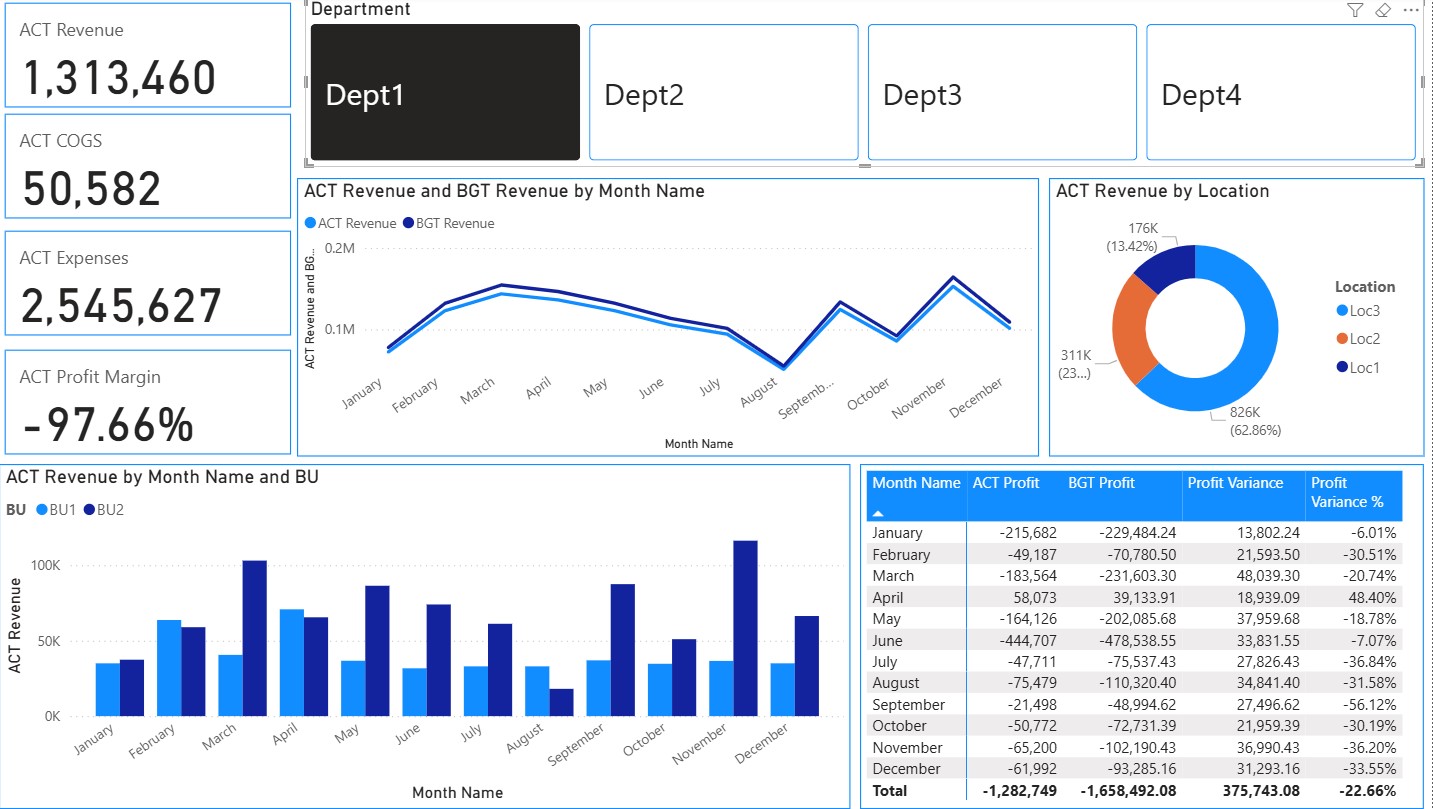 ACT Revenue
1,313,460
ACT COGS
50,582
ACT Expenses
2,545,627
ACT Profit Margin
-97.66%
Department
Dept1
Dept2
Dept3
Dept4
ACT Revenue and BGT Revenue by Month Name
ACT Revenue BGT Revenue
ACT Revenue and BG...
0.2M
0.1M
January February March April May June July August Septemb... October November December
Month Name
ACT Revenue by Location
176K
(13.42%)
311K
(23...)
826K
(62.86%)
Location
Loc3
Loc2
Loc1
ACT Revenue by Month Name and BU
BU BU1 BU2
ACT Revenue
100K
50K
0K
January February March April May June July August September October November December
Month Name
Month Name ACT Profit BGT Profit Profit Variance Profit Variance %
January -215,682 -229,484.24 13,802.24 -6.01%
February -49,187 -70,780.50 21,593.50 -30.51%
March -183,564 -231,603.30 48,039.30 -20.74%
April 58,073 39,133.91 18,939.09 48.40%
May -164,126 -202,085.68 37,959.68 -18.78%
June -444,707 -478,538.55 33,831.55 -7.07%
July -47,711 -75,537.43 27,826.43 -36.84%
August -75,479 -110,320.40 34,841.40 -31.58%
September -21,498 -48,994.62 27,496.62 -56.12%
October -50,772 -72,731.39 21,959.39 -30.19%
November -65,200 -102,190.43 36,990.43 -36.20%
December -61,992 -93,285.16 31,293.16 -33.55%
Total -1,282,749 -1,658,492.08 375,743.08 -22.66%